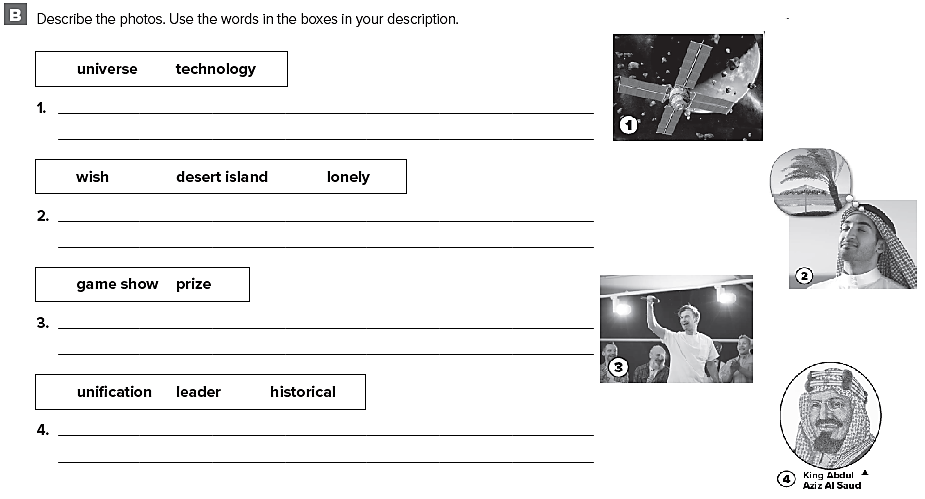 B Describe the photos. Use the words in the boxes in your description.
universe technology
1.
1
wish desert island lonely
2.
2
game show prize
3.
3
unification leader historical
4.
4 King Abdul
Aziz Al Saud